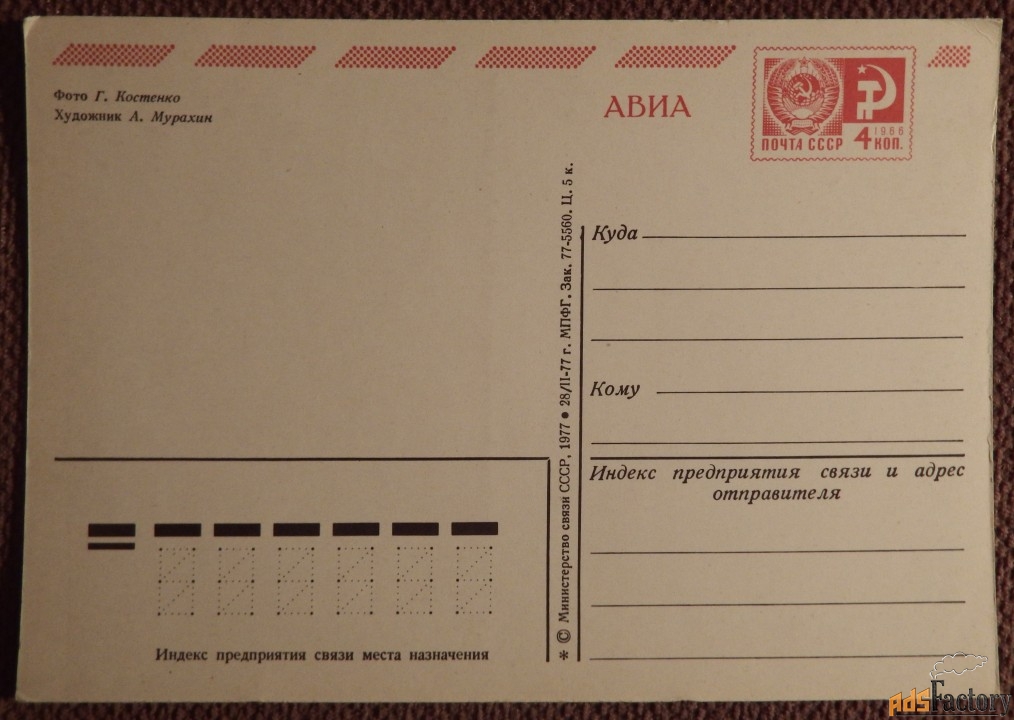 Фото Г. Костенко
Художник А. Мурахин
АВИА
ПОЧТА СССР
1966
4 КОП.
Куда
Кому
Индекс предприятия связи и адрес
отправителя
* © Министерство связи СССР, 1977 ● 28/II-77 г. МПФГ. Зак. 77-5560. Ц. 5 к.
Индекс предприятия связи места назначения
AdsFactory